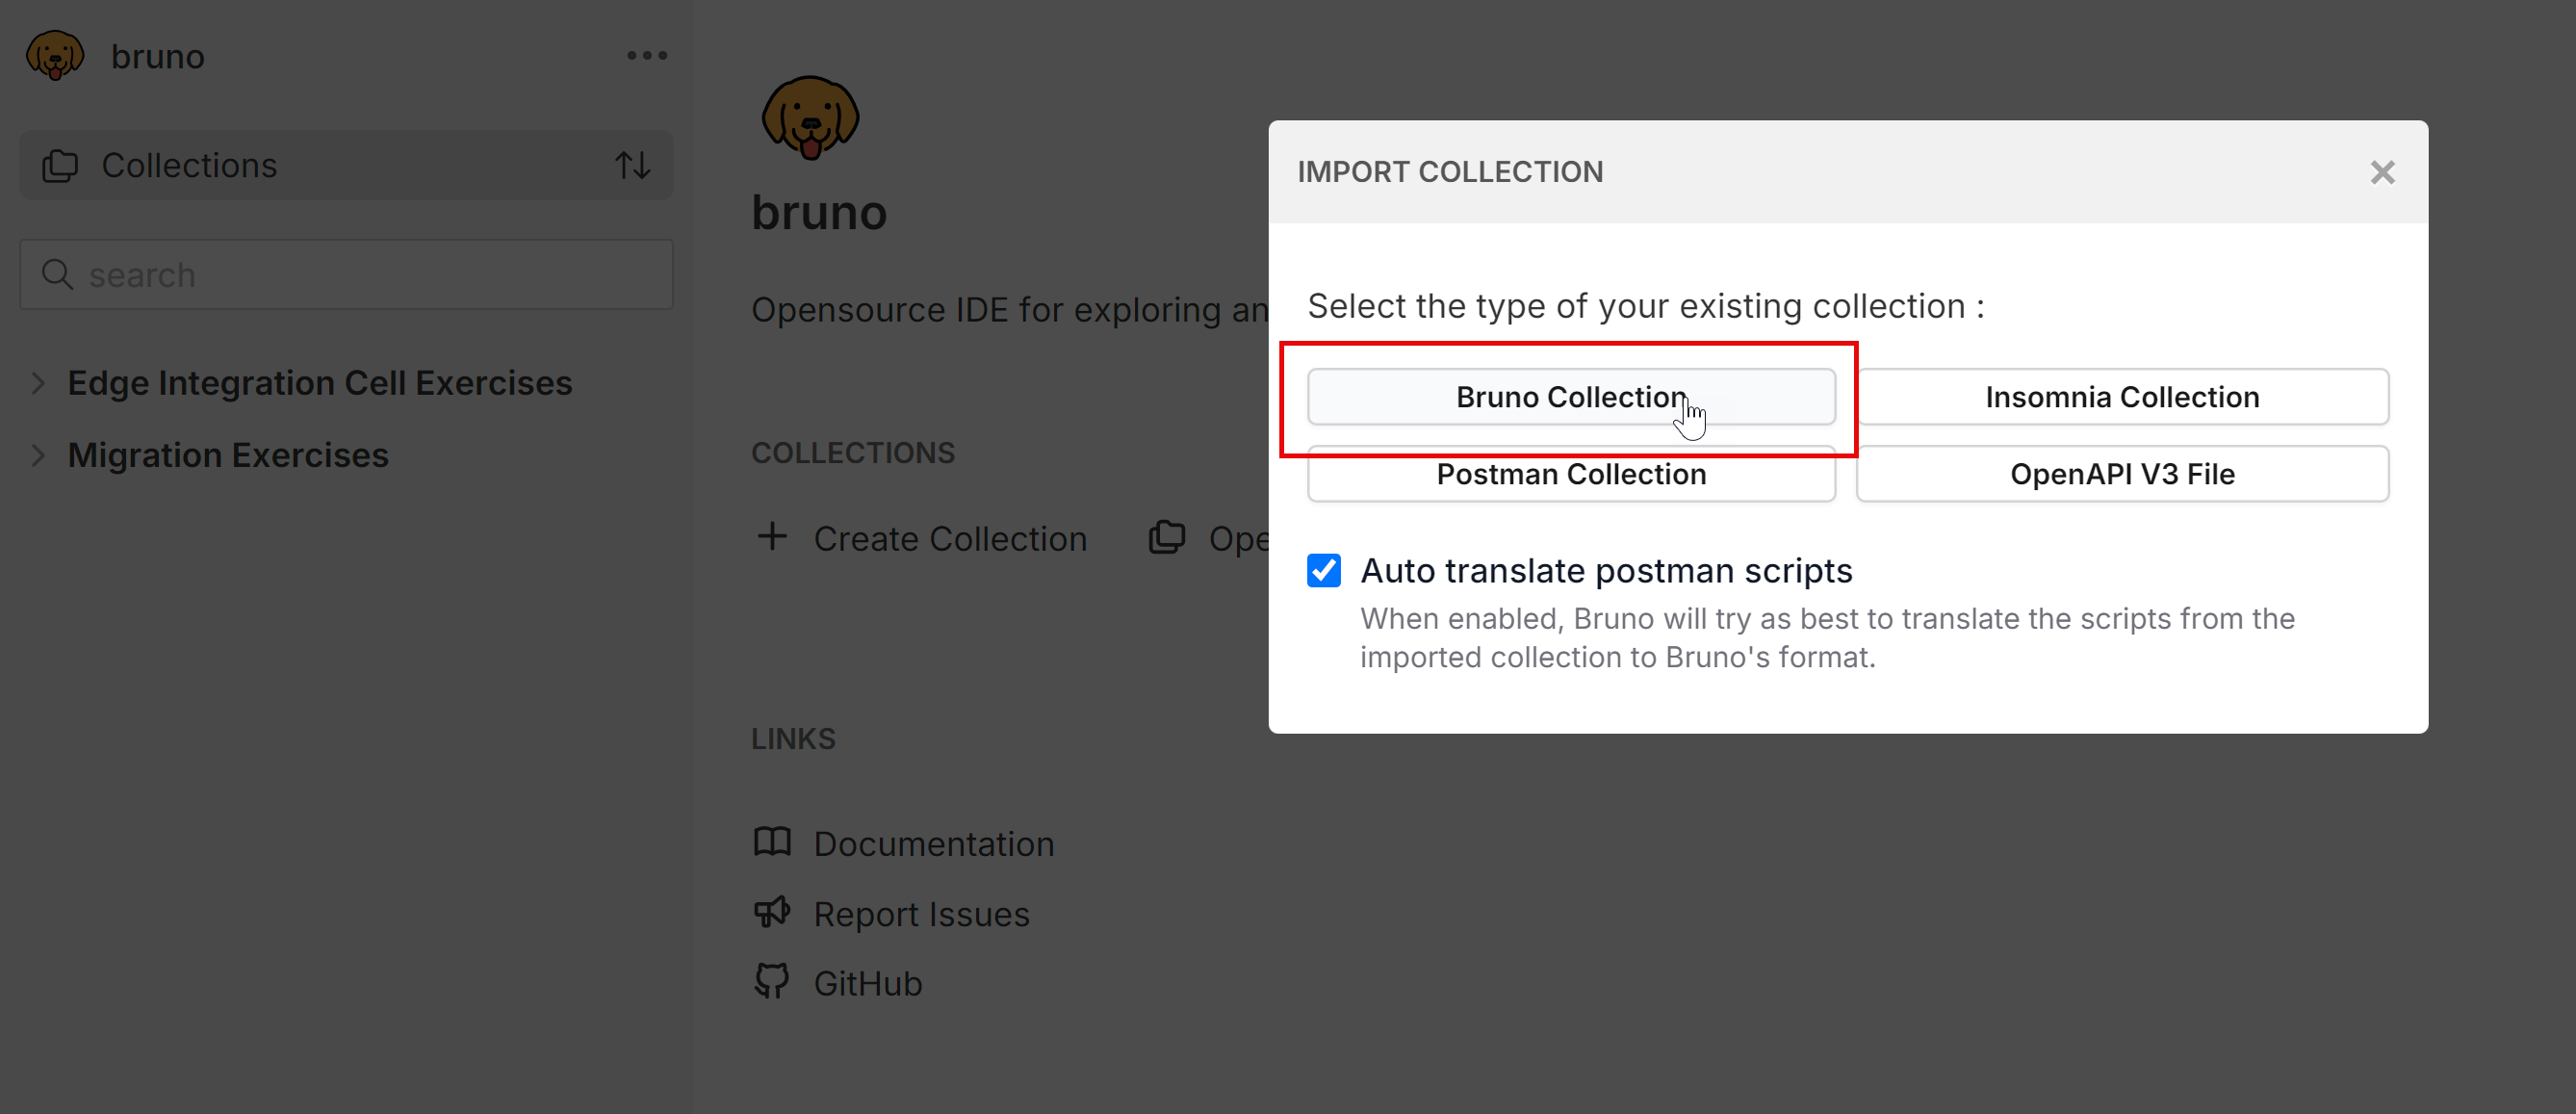 bruno
Collections
search
Edge Integration Cell Exercises
Migration Exercises
bruno
Opensource IDE for exploring an
COLLECTIONS
Create Collection
Ope
LINKS
Documentation
Report Issues
GitHub
IMPORT COLLECTION
Select the type of your existing collection :
Bruno Collection
Insomnia Collection
Postman Collection
OpenAPI V3 File
Auto translate postman scripts
When enabled, Bruno will try as best to translate the scripts from the
imported collection to Bruno's format.